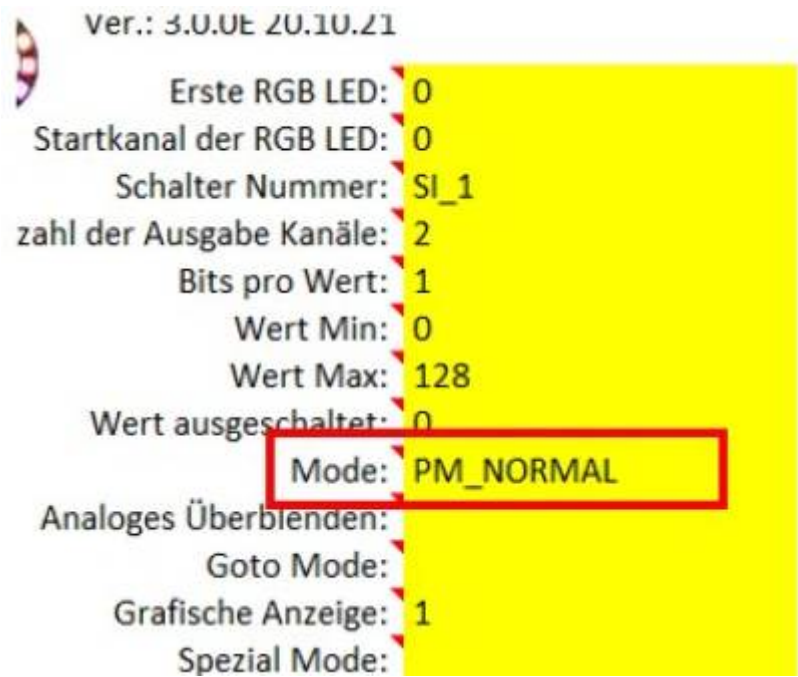 Ver.: 3.0.0E 20.10.21
Erste RGB LED: 0
Startkanal der RGB LED: 0
Schalter Nummer: SI_1
zahl der Ausgabe Kanäle: 2
Bits pro Wert: 1
Wert Min: 0
Wert Max: 128
Wert ausgeschaltet: 0
Mode: PM_NORMAL
Analoges Überblenden:
Goto Mode:
Grafische Anzeige: 1
Spezial Mode: